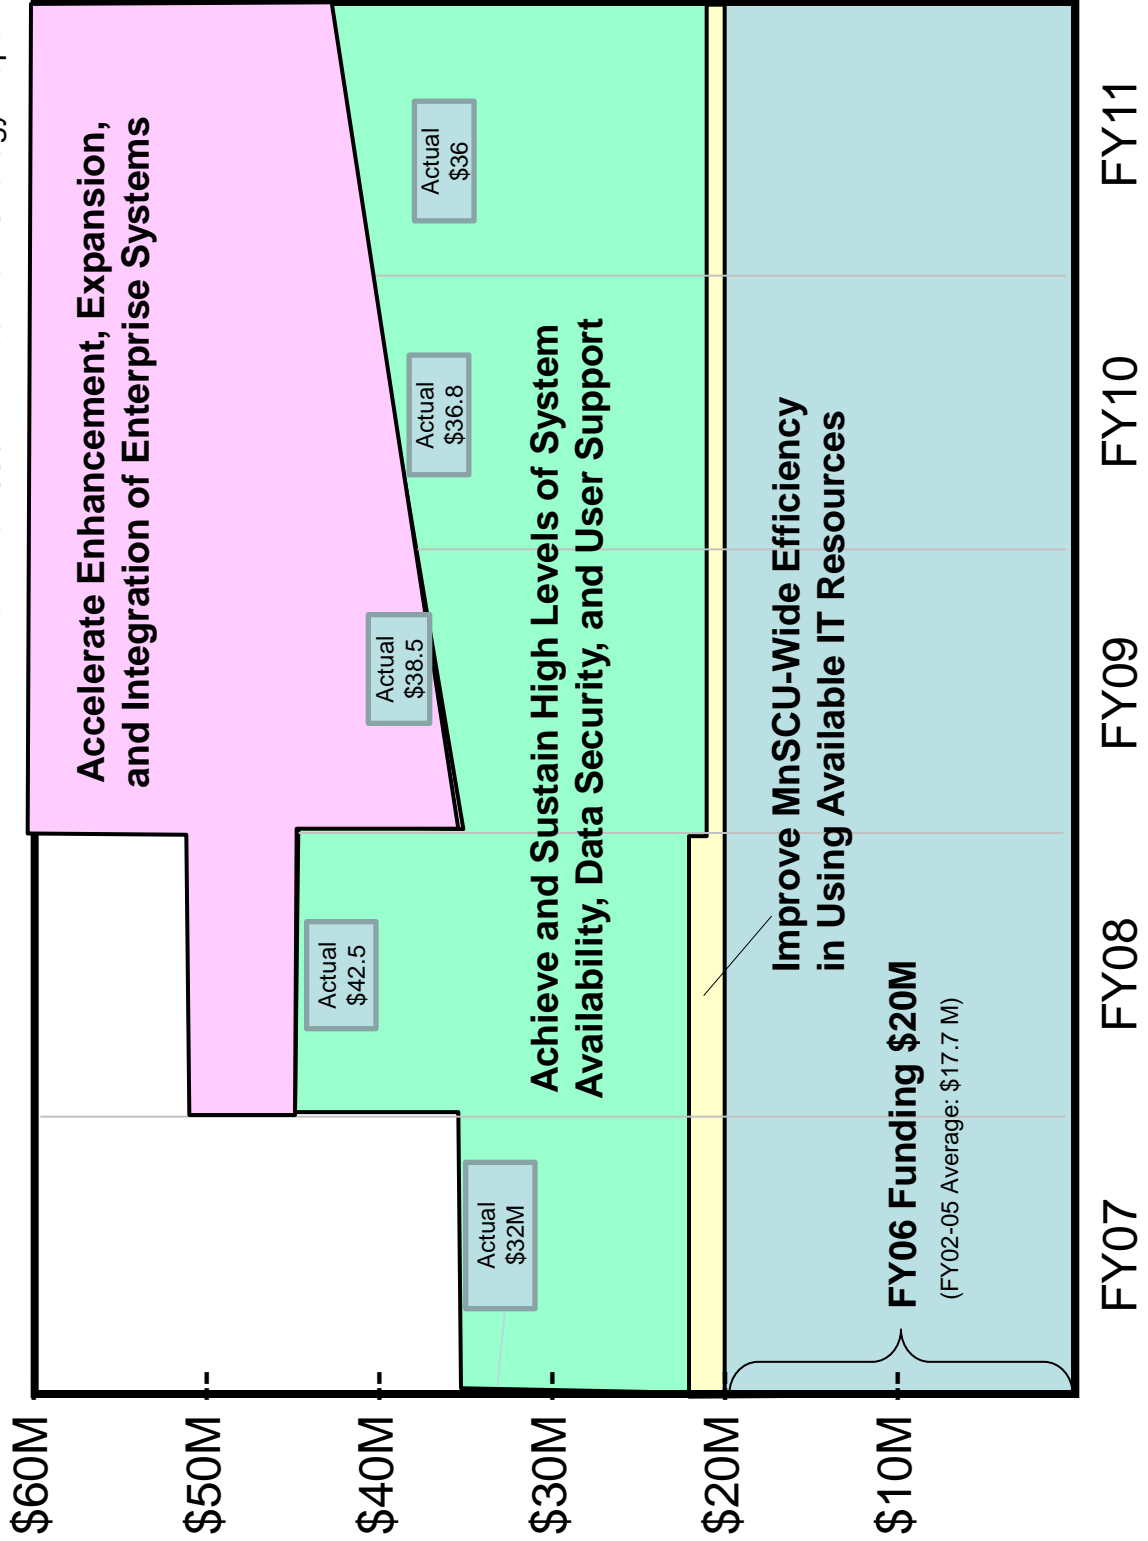 $60M
$50M
$40M
$30M
$20M
$10M
Accelerate Enhancement, Expansion,
and Integration of Enterprise Systems
Actual
$32M
Actual
$42.5
Actual
$38.5
Actual
$36.8
Actual
$36
Achieve and Sustain High Levels of System
Availability, Data Security, and User Support
Improve MnSCU-Wide Efficiency
in Using Available IT Resources
FY06 Funding $20M
(FY02-05 Average: $17.7 M)
FY07
FY08
FY09
FY10
FY11